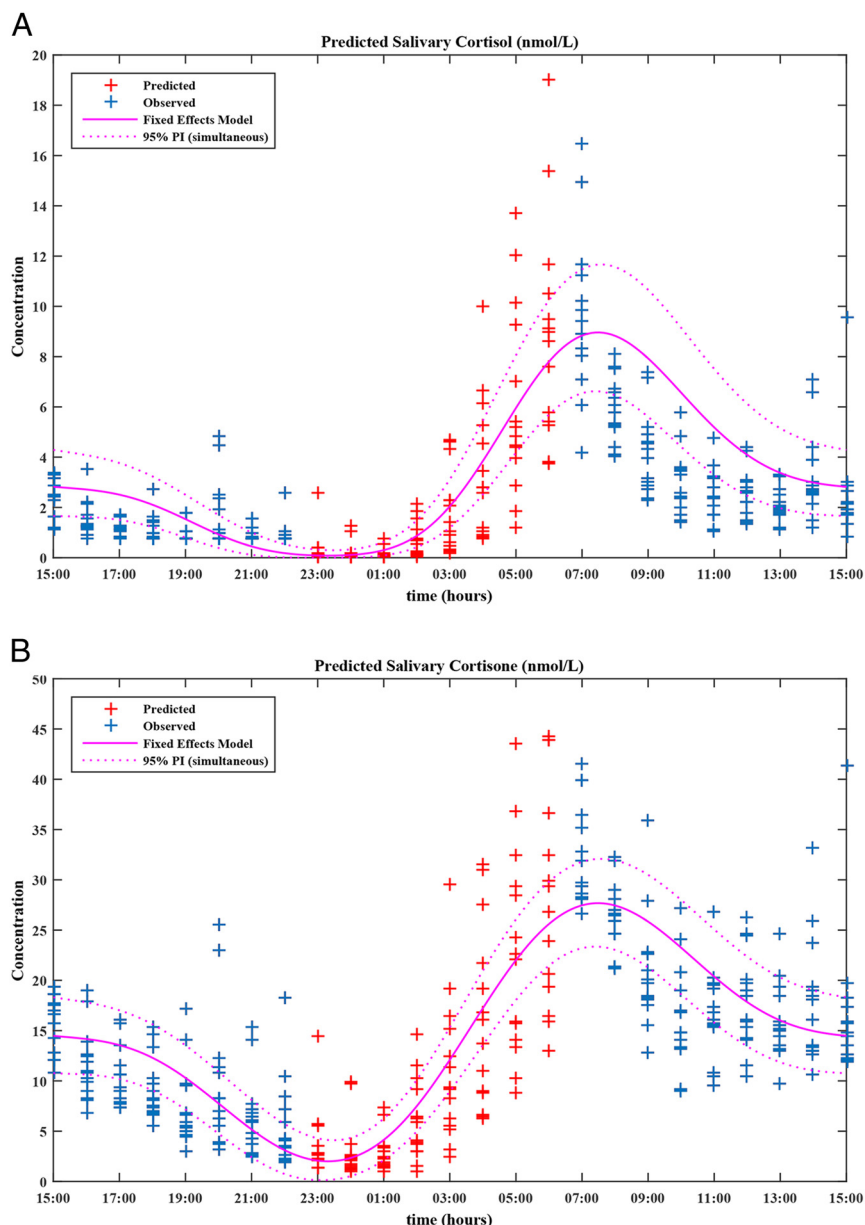 A
Predicted Salivary Cortisol (nmol/L)
20
18
16
14
12
10
8
6
4
2
0
Concentration
Predicted
Observed
Fixed Effects Model
95% PI (simultaneous)
15:00 17:00 19:00 21:00 23:00 01:00 03:00 05:00 07:00 09:00 11:00 13:00 15:00
time (hours)
B
Predicted Salivary Cortisone (nmol/L)
50
45
40
35
30
25
20
15
10
5
0
Concentration
Predicted
Observed
Fixed Effects Model
95% PI (simultaneous)
15:00 17:00 19:00 21:00 23:00 01:00 03:00 05:00 07:00 09:00 11:00 13:00 15:00
time (hours)